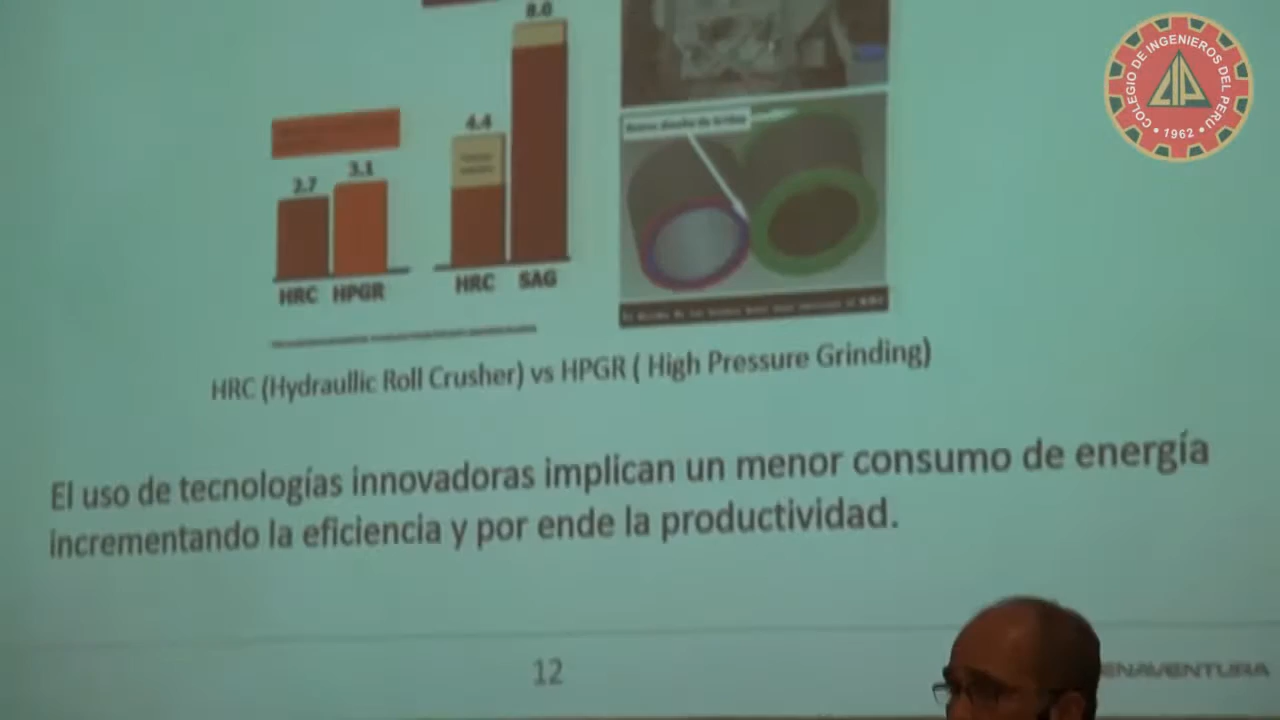 8.0
4.4
2.7 3.1
HRC HPGR
HRC SAG
HRC (Hydraullic Roll Crusher) vs HPGR ( High Pressure Grinding)
El uso de tecnologías innovadoras implican un menor consumo de energía
incrementando la eficiencia y por ende la productividad.
12
ENAVENTURA
COLEGIO DE INGENIEROS DEL PERU
CIP
• 1962 •